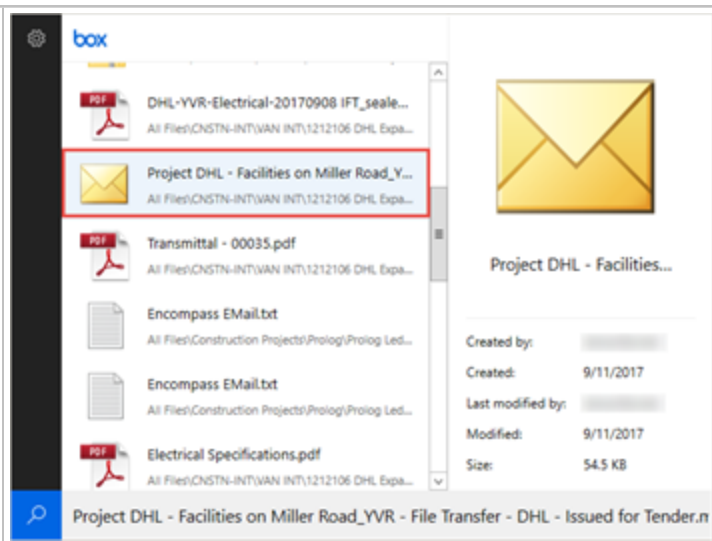 box
DHL-YVR-Electrical-20170908 IFT_seale...
All Files\CNSTN-INT\VAN INT\1212106 DHL Expa...
Project DHL - Facilities on Miller Road_Y...
All Files\CNSTN-INT\VAN INT\1212106 DHL Expa...
Transmittal - 00035.pdf
All Files\CNSTN-INT\VAN INT\1212106 DHL Expa...
Encompass EMail.txt
All Files\Construction Projects\Prolog\Prolog Led...
Encompass EMail.txt
All Files\Construction Projects\Prolog\Prolog Led...
Electrical Specifications.pdf
All Files\CNSTN-INT\VAN INT\1212106 DHL Expa...
PDF
PDF
PDF
Project DHL - Facilities...
Created by:
Created: 9/11/2017
Last modified by:
Modified: 9/11/2017
Size: 54.5 KB
Project DHL - Facilities on Miller Road_YVR - File Transfer - DHL - Issued for Tender.m